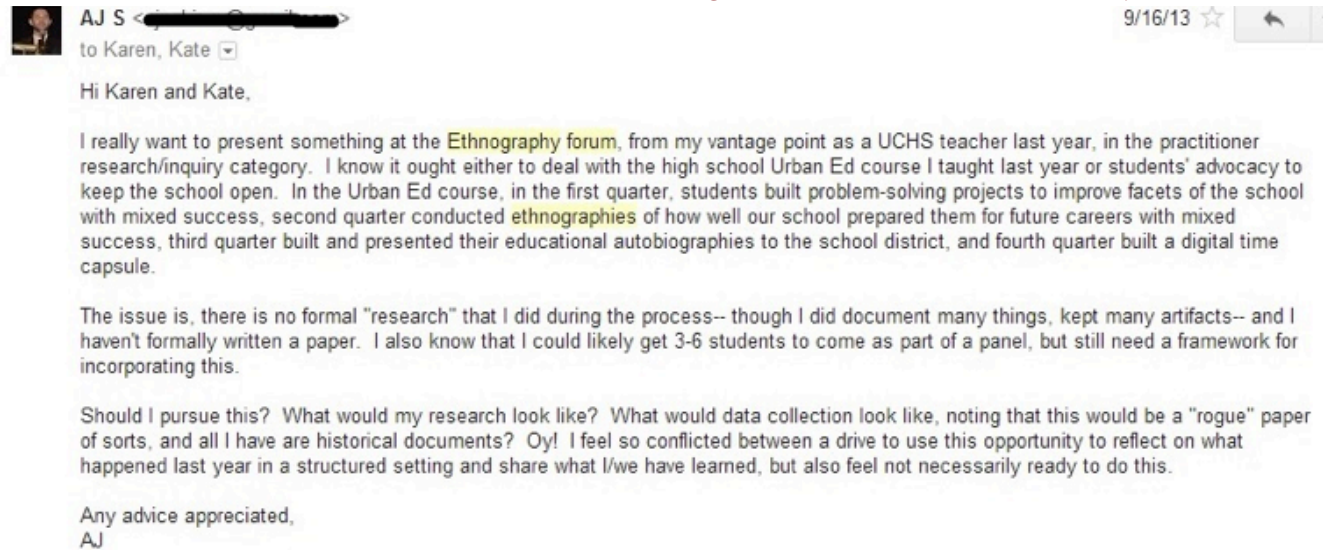 AJ S <
9/16/13
to Karen, Kate
Hi Karen and Kate,
I really want to present something at the Ethnography forum, from my vantage point as a UCHS teacher last year, in the practitioner
research/inquiry category.  I know it ought either to deal with the high school Urban Ed course I taught last year or students' advocacy to
keep the school open.  In the Urban Ed course, in the first quarter, students built problem-solving projects to improve facets of the school
with mixed success, second quarter conducted ethnographies of how well our school prepared them for future careers with mixed
success, third quarter built and presented their educational autobiographies to the school district, and fourth quarter built a digital time
capsule.
The issue is, there is no formal "research" that I did during the process-- though I did document many things, kept many artifacts-- and I
haven't formally written a paper.  I also know that I could likely get 3-6 students to come as part of a panel, but still need a framework for
incorporating this.
Should I pursue this?  What would my research look like?  What would data collection look like, noting that this would be a "rogue" paper
of sorts, and all I have are historical documents?  Oy!  I feel so conflicted between a drive to use this opportunity to reflect on what
happened last year in a structured setting and share what I/we have learned, but also feel not necessarily ready to do this.
Any advice appreciated,
AJ